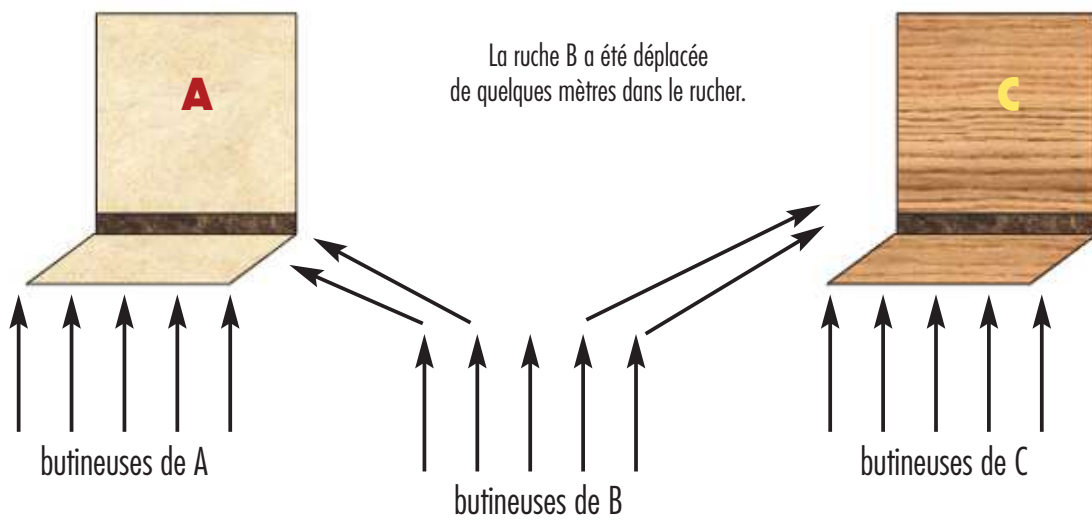 A
La ruche B a été déplacée
de quelques mètres dans le rucher.
C
butineuses de A
butineuses de B
butineuses de C